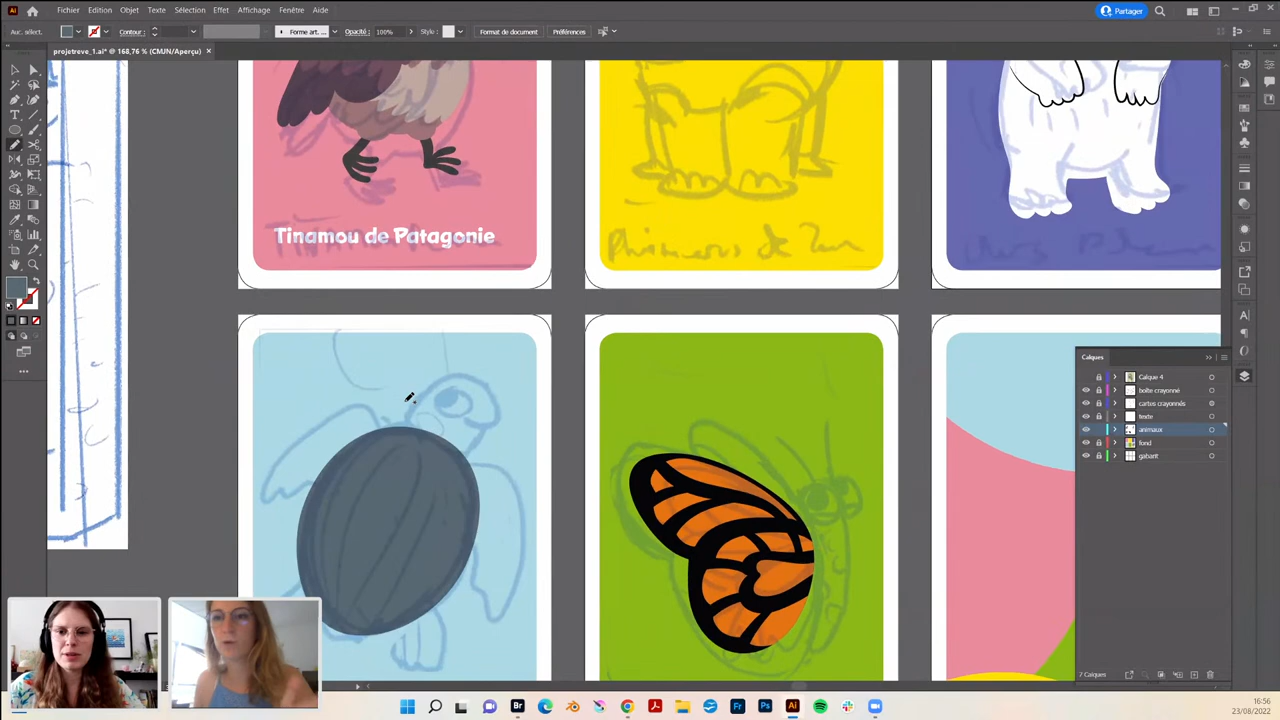 Fichier Edition Objet Texte Sélection Effet Affichage Fenêtre Aide
Partager
Auc. sélect.
Contour :
Forme art. ...
Opacité : 100%
Style :
Format de document
Préférences
projetreve_1.ai* @ 168,76 % (CMJN/Aperçu) ×
Tinamou de Patagonie
Calques
Calque 4
boîte crayonné
cartes crayonnés
texte
animaux
fond
gabarit
7 Calques
16:56
23/08/2022